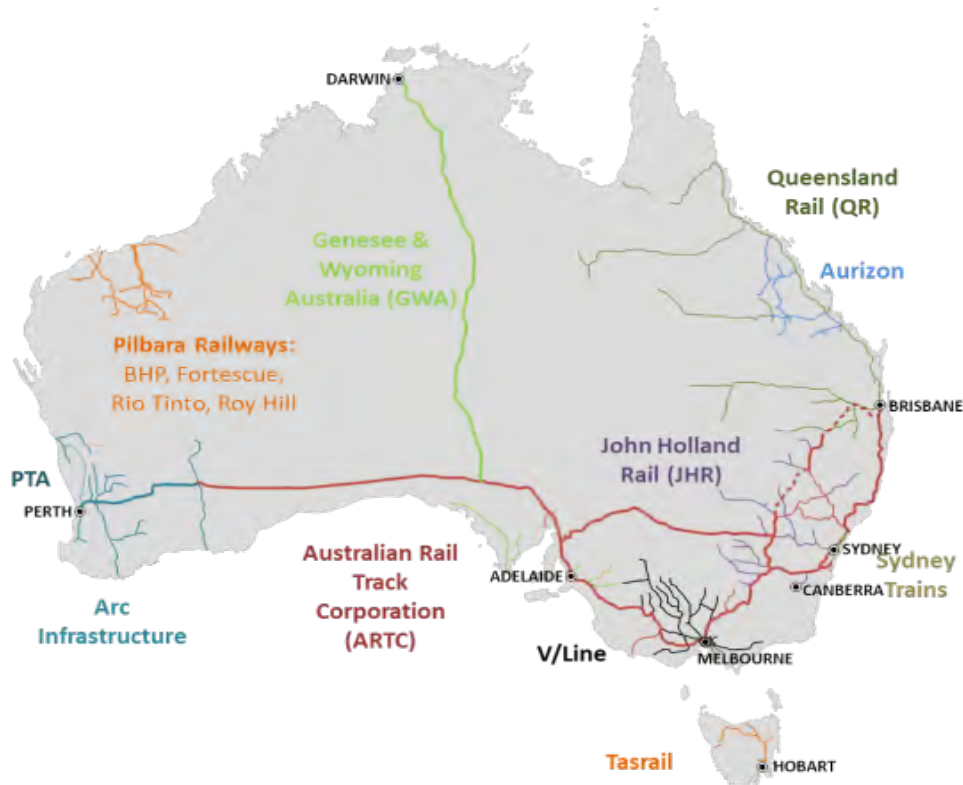 DARWIN
Queensland
Rail (QR)
Genesee &
Wyoming
Australia (GWA)
Aurizon
Pilbara Railways:
BHP, Fortescue,
Rio Tinto, Roy Hill
BRISBANE
John Holland
Rail (JHR)
PTA
PERTH
Australian Rail
Track
Corporation
(ARTC)
SYDNEY
Sydney
Trains
ADELAIDE
CANBERRA
Arc
Infrastructure
V/Line
MELBOURNE
Tasrail
HOBART